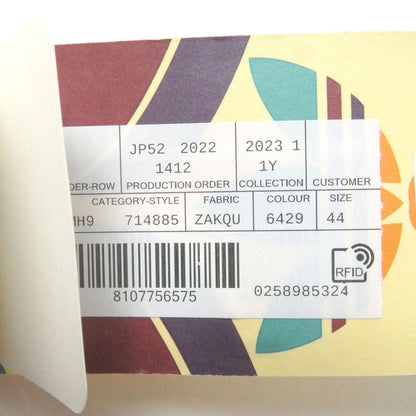 JP52 2022 2023 1
1412 1Y
DER-ROW PRODUCTION ORDER COLLECTION CUSTOMER
CATEGORY-STYLE FABRIC COLOUR SIZE
MH9 714885 ZAKQU 6429 44
RFID
8107756575 0258985324